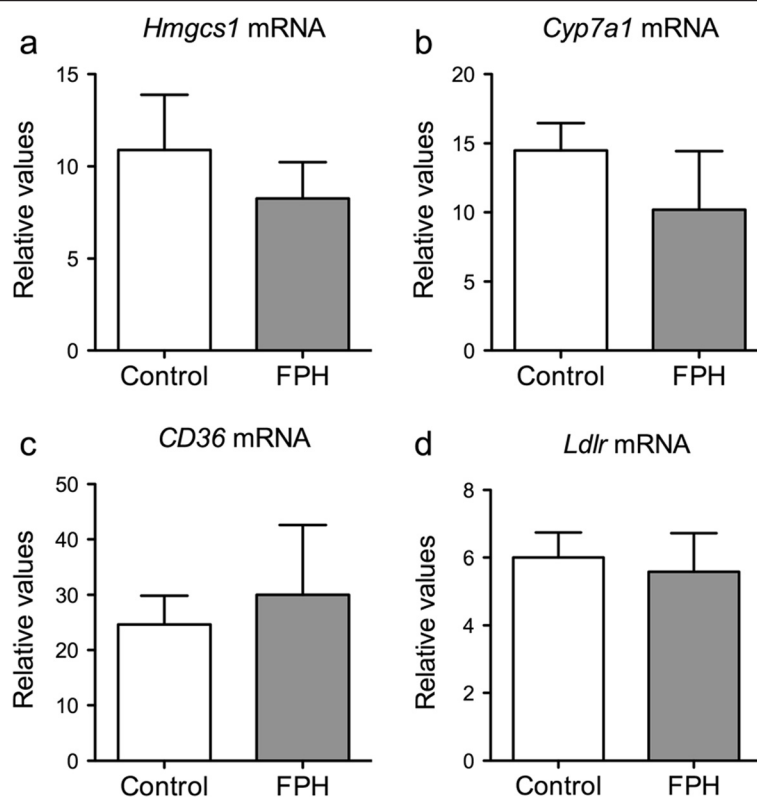 a
Hmgcs1 mRNA
Relative values
15
10
5
0
Control FPH
b
Cyp7a1 mRNA
Relative values
20
15
10
5
0
Control FPH
c
CD36 mRNA
Relative values
50
40
30
20
10
0
Control FPH
d
Ldlr mRNA
Relative values
8
6
4
2
0
Control FPH